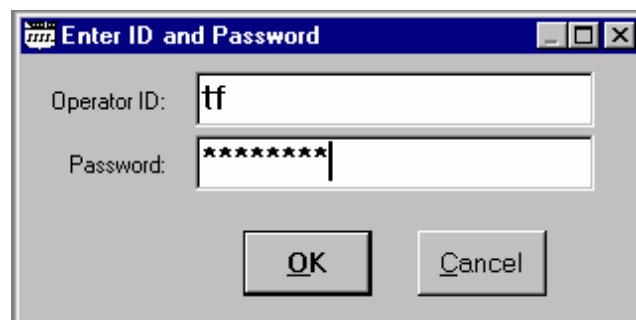 Enter ID and Password
Operator ID: tf
Password: ********
OK Cancel